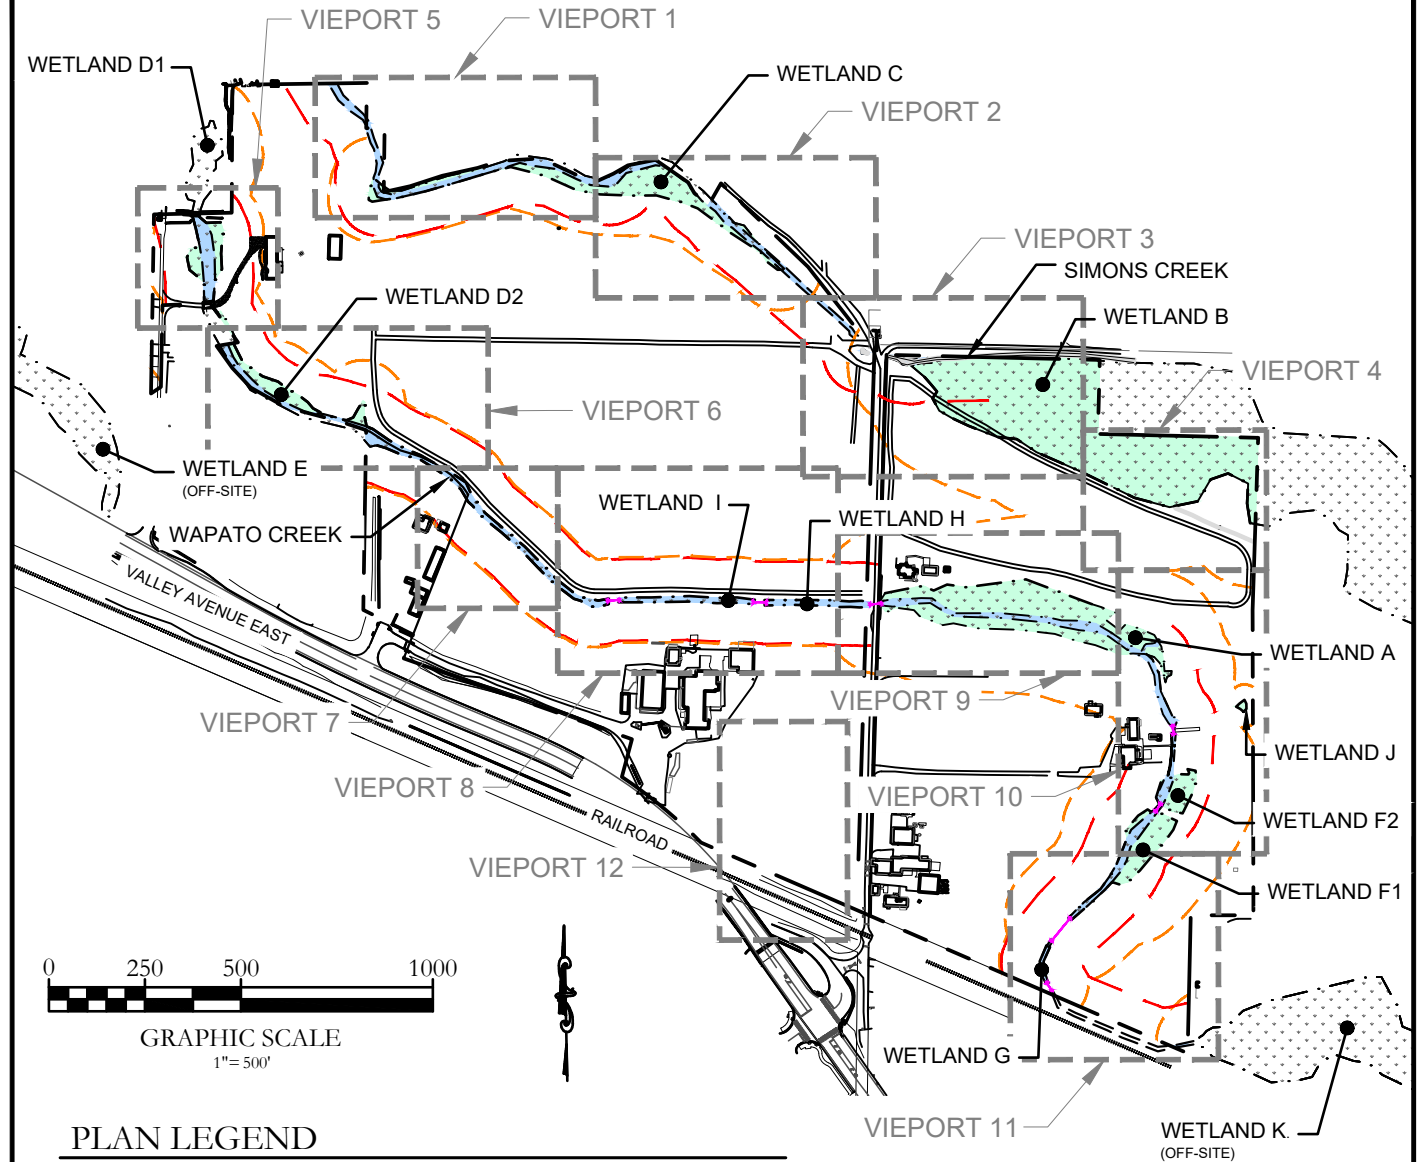 VIEPORT 5
VIEPORT 1
WETLAND D1
WETLAND C
VIEPORT 2
VIEPORT 3
SIMONS CREEK
WETLAND D2
WETLAND B
VIEPORT 4
VIEPORT 6
WETLAND E
(OFF-SITE)
WETLAND I
WETLAND H
WAPATO CREEK
VALLEY AVENUE EAST
WETLAND A
VIEPORT 9
VIEPORT 7
WETLAND J
VIEPORT 8
VIEPORT 10
RAILROAD
WETLAND F2
VIEPORT 12
WETLAND F1
0 250 500 1000
GRAPHIC SCALE
1"= 500'
WETLAND G
VIEPORT 11
WETLAND K.
(OFF-SITE)
PLAN LEGEND